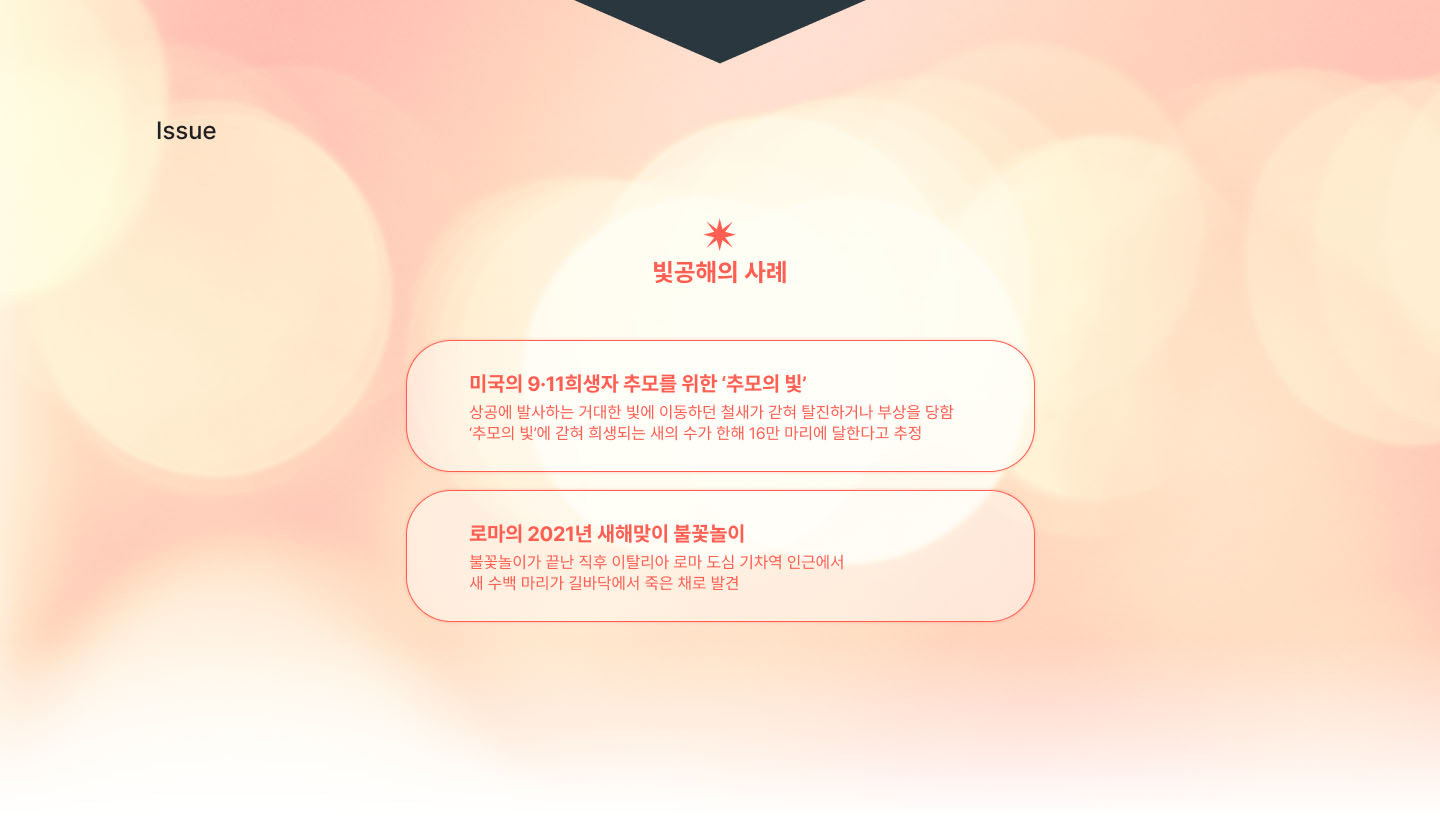 Issue
빛공해의 사례
미국의 9·11희생자 추모를 위한 ‘추모의 빛’
상공에 발사하는 거대한 빛에 이동하던 철새가 갇혀 탈진하거나 부상을 당함
‘추모의 빛’에 갇혀 희생되는 새의 수가 한해 16만 마리에 달한다고 추정
로마의 2021년 새해맞이 불꽃놀이
불꽃놀이가 끝난 직후 이탈리아 로마 도심 기차역 인근에서
새 수백 마리가 길바닥에서 죽은 채로 발견